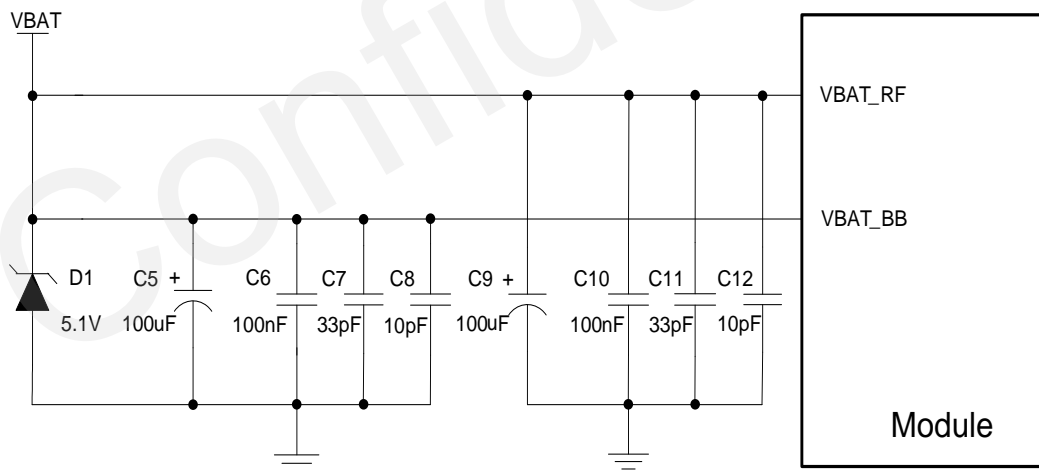 VBAT
VBAT_RF
VBAT_BB
D1 C5 + C6 C7 C8 C9 + C10 C11 C12
5.1V 100uF 100nF 33pF 10pF 100uF 100nF 33pF 10pF
Module